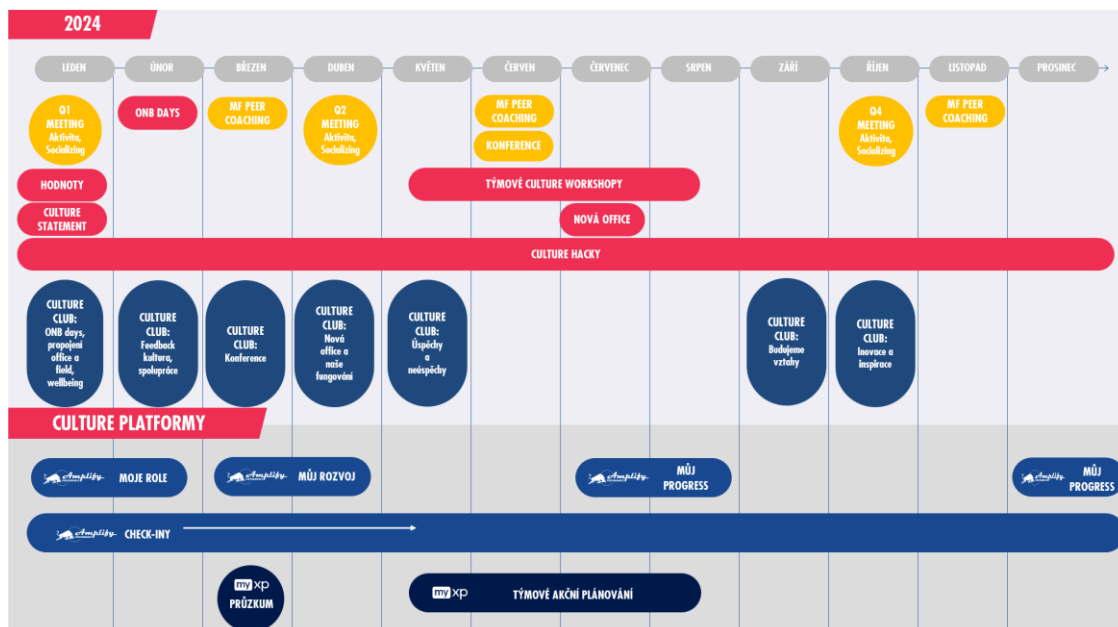 2024
LEDEN
ÚNOR
BŘEZEN
DUBEN
KVĚTEN
ČERVEN
ČERVENEC
SRPEN
ZÁŘÍ
ŘÍJEN
LISTOPAD
PROSINEC
Q1
MEETING
Aktivita,
Socializing
ONB DAYS
MF PEER
COACHING
Q2
MEETING
Aktivita,
Socializing
MF PEER
COACHING
KONFERENCE
Q4
MEETING
Aktivita,
Socializing
MF PEER
COACHING
HODNOTY
TÝMOVÉ CULTURE WORKSHOPY
CULTURE
STATEMENT
NOVÁ OFFICE
CULTURE HACKY
CULTURE
CLUB:
ONB days,
propojení
office a
field,
wellbeing
CULTURE
CLUB:
Feedback
kultura,
spolupráce
CULTURE
CLUB:
Konference
CULTURE
CLUB:
Nová
office a
naše
fungování
CULTURE
CLUB:
Úspěchy
a
neúspěchy
CULTURE
CLUB:
Budujeme
vztahy
CULTURE
CLUB:
Inovace a
inspirace
CULTURE PLATFORMY
Amplify MOJE ROLE
Amplify MŮJ ROZVOJ
Amplify MŮJ
PROGRESS
Amplify MŮJ
PROGRESS
Amplify CHECK-INY
my xp
PRŮZKUM
my xp TÝMOVÉ AKČNÍ PLÁNOVÁNÍ